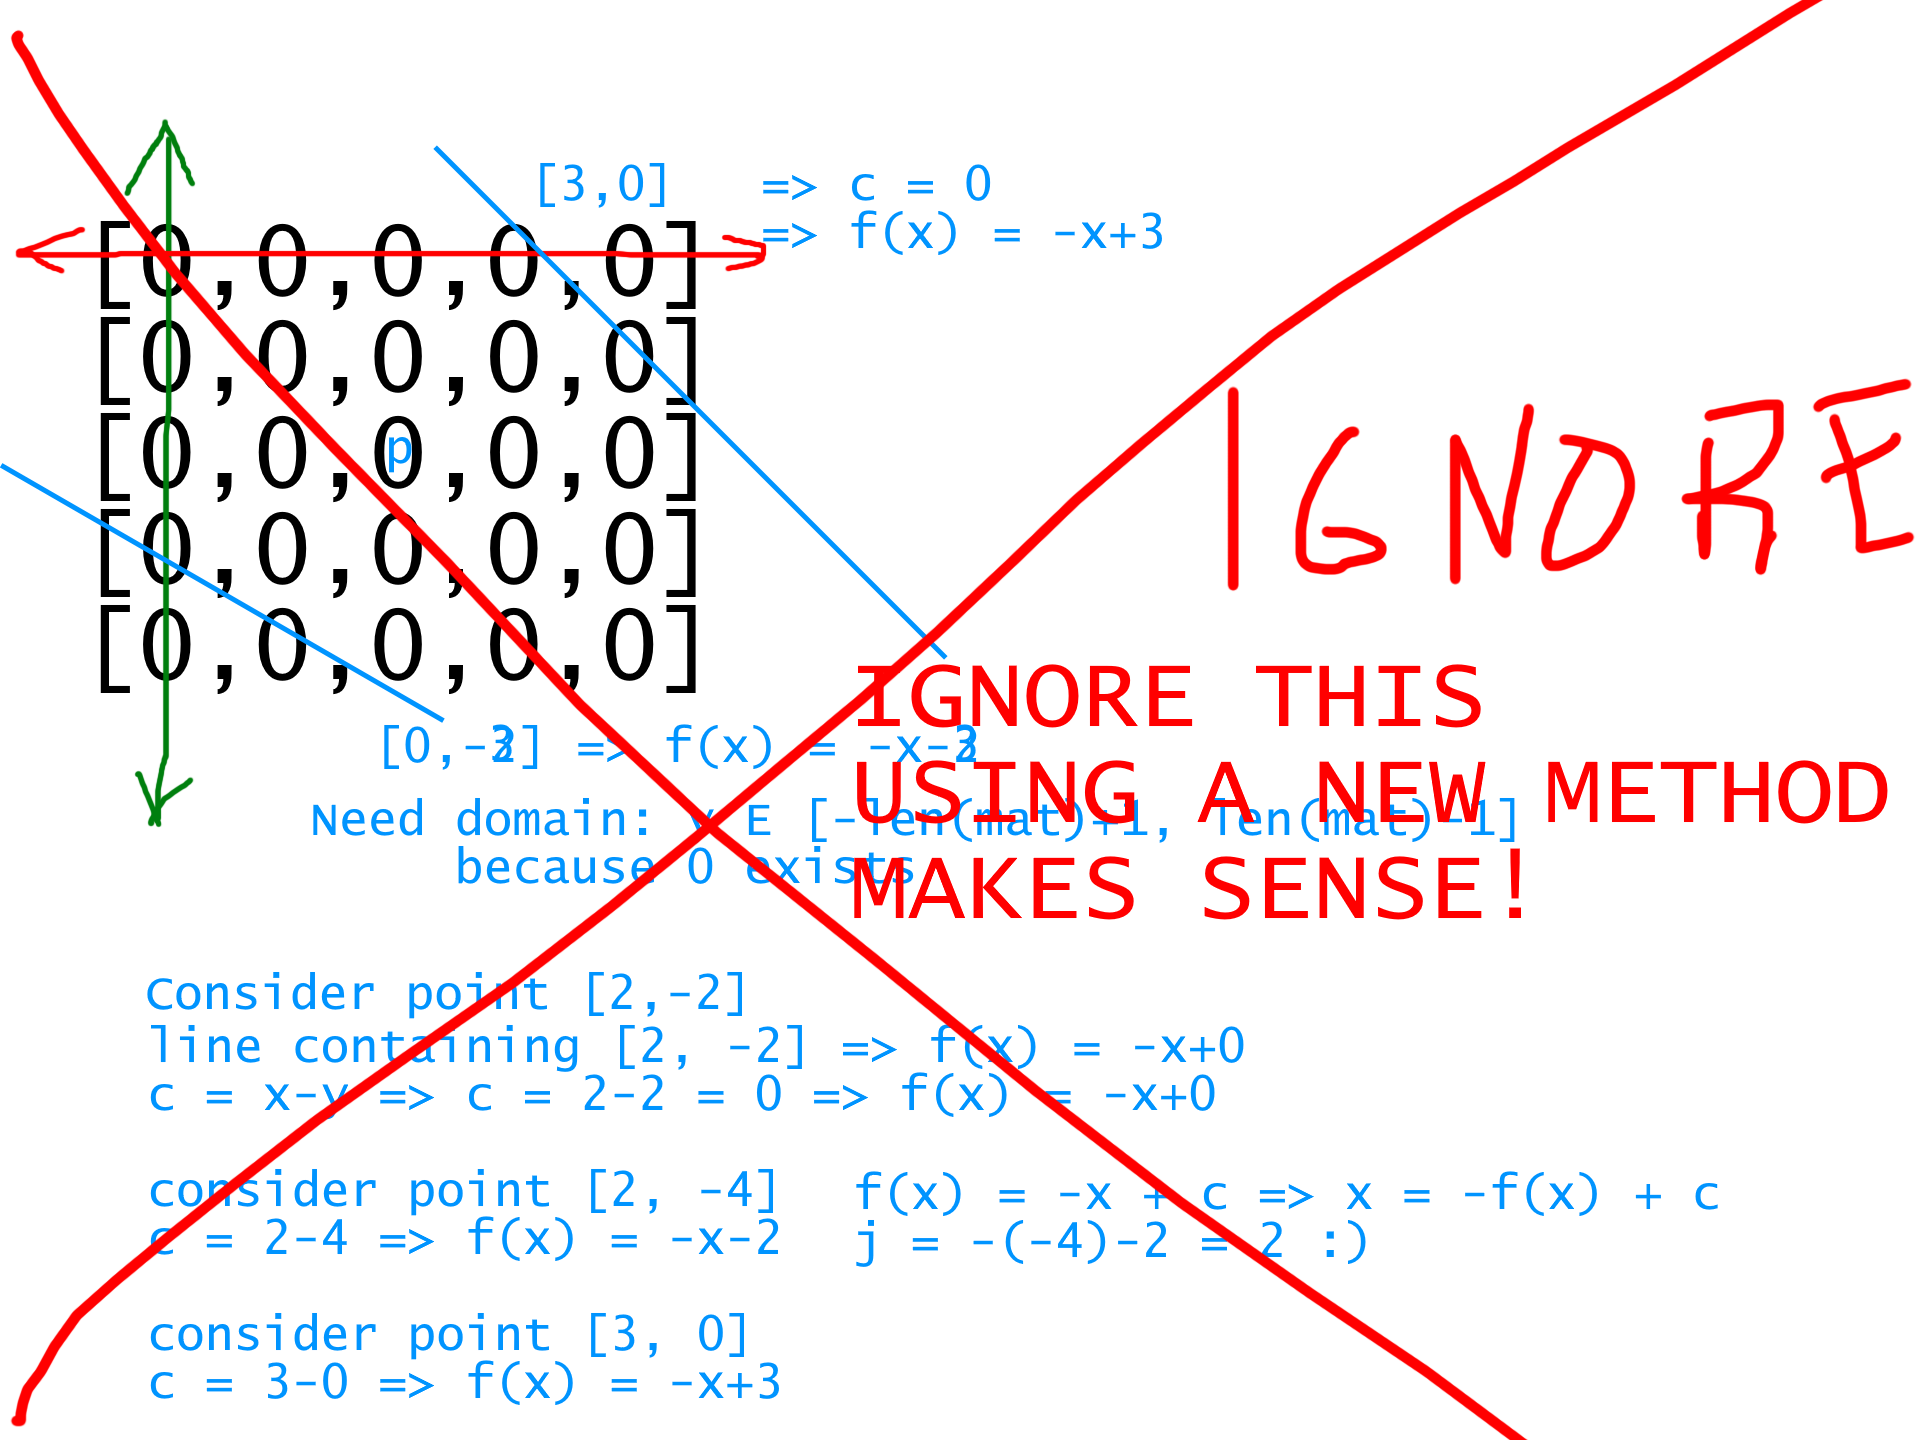 [3,0]   => c = 0
=> f(x) = -x+3
[0,0,0,0,0]
[0,0,0,0,0]
[0,0,0,0,0]
p
[0,0,0,0,0]
[0,0,0,0,0]
IGNORE
[0,-3] => f(x) = -x-3
IGNORE THIS
USING A NEW METHOD
MAKES SENSE!
Need domain: y E [-len(mat)+1, len(mat)-1]
because 0 exists
Consider point [2,-2]
line containing [2, -2] => f(x) = -x+0
c = x-y => c = 2-2 = 0 => f(x) = -x+0
consider point [2, -4]
c = 2-4 => f(x) = -x-2
f(x) = -x + c => x = -f(x) + c
j = -(-4)-2 = 2 :)
consider point [3, 0]
c = 3-0 => f(x) = -x+3